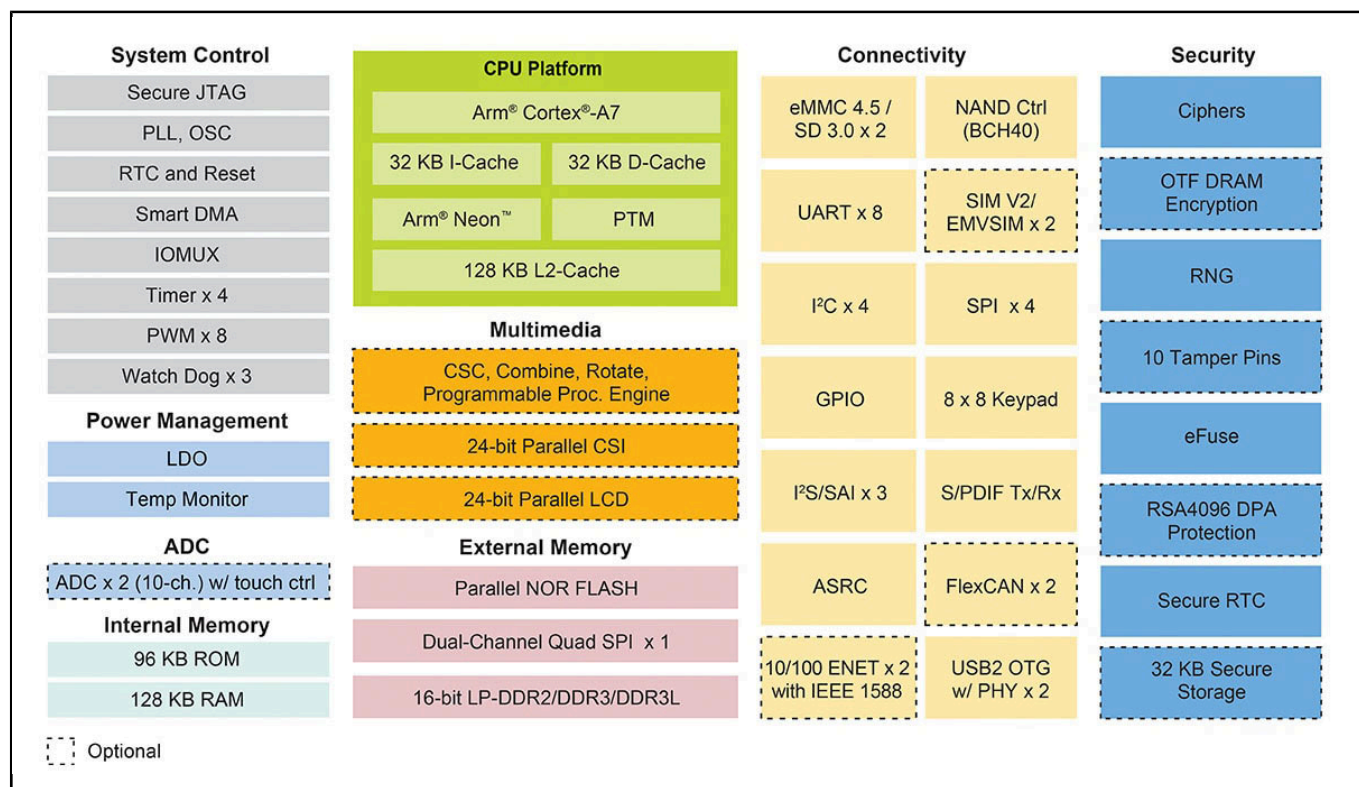 System Control
Secure JTAG
PLL, OSC
RTC and Reset
Smart DMA
IOMUX
Timer x 4
PWM x 8
Watch Dog x 3
Power Management
LDO
Temp Monitor
ADC
ADC x 2 (10-ch.) w/ touch ctrl
Internal Memory
96 KB ROM
128 KB RAM
Optional
CPU Platform
Arm® Cortex®-A7
32 KB I-Cache
32 KB D-Cache
Arm® Neon™
PTM
128 KB L2-Cache
Multimedia
CSC, Combine, Rotate,
Programmable Proc. Engine
24-bit Parallel CSI
24-bit Parallel LCD
External Memory
Parallel NOR FLASH
Dual-Channel Quad SPI x 1
16-bit LP-DDR2/DDR3/DDR3L
Connectivity
eMMC 4.5 /
SD 3.0 x 2
NAND Ctrl
(BCH40)
UART x 8
SIM V2/
EMVSIM x 2
I²C x 4
SPI x 4
GPIO
8 x 8 Keypad
I²S/SAI x 3
S/PDIF Tx/Rx
ASRC
FlexCAN x 2
10/100 ENET x 2
with IEEE 1588
USB2 OTG
w/ PHY x 2
Security
Ciphers
OTF DRAM
Encryption
RNG
10 Tamper Pins
eFuse
RSA4096 DPA
Protection
Secure RTC
32 KB Secure
Storage